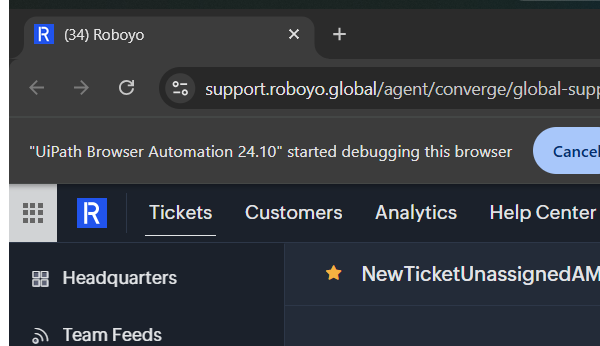 (34) Roboyo
support.roboyo.global/agent/converge/global-supp
"UiPath Browser Automation 24.10" started debugging this browser
Cancel
R Tickets Customers Analytics Help Center
Headquarters
NewTicketUnassignedAM
Team Feeds